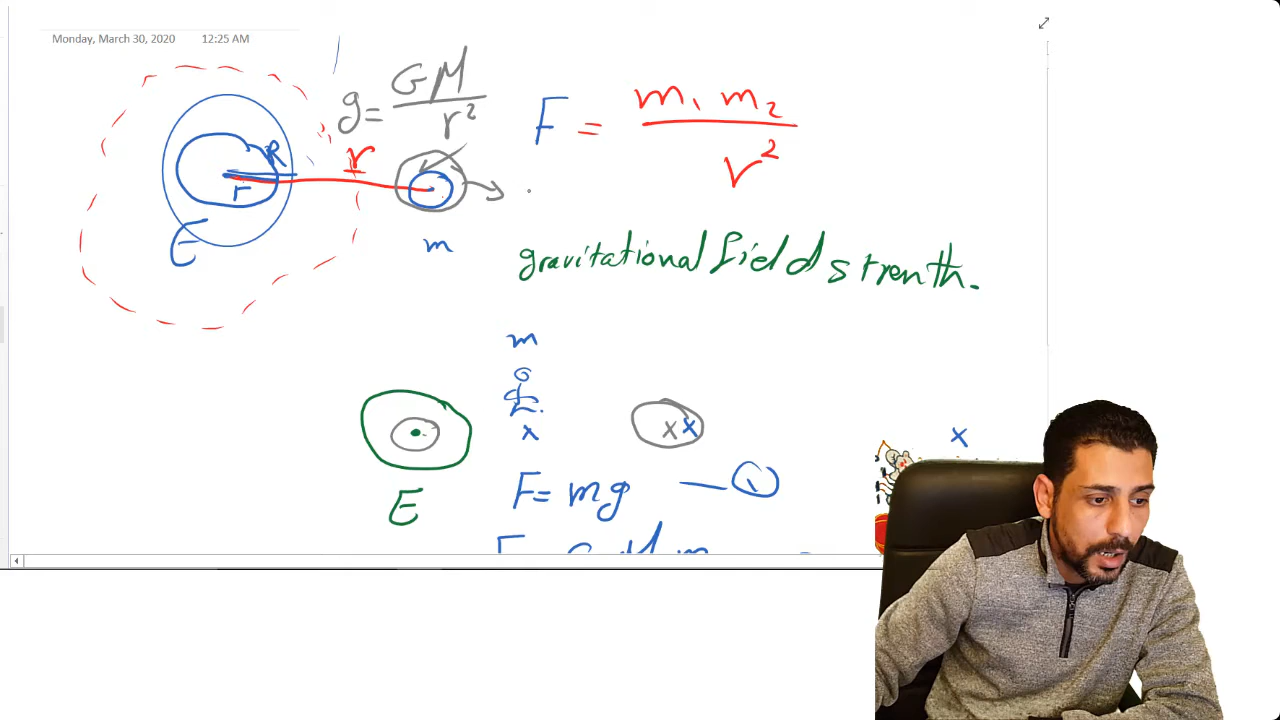 Monday, March 30, 2020 12:25 AM
g = GM / r²
F = m₁ m₂ / r²
R
r
r
E
m
gravitational field strenth.
m
x
x x
x
E
F = mg — ①